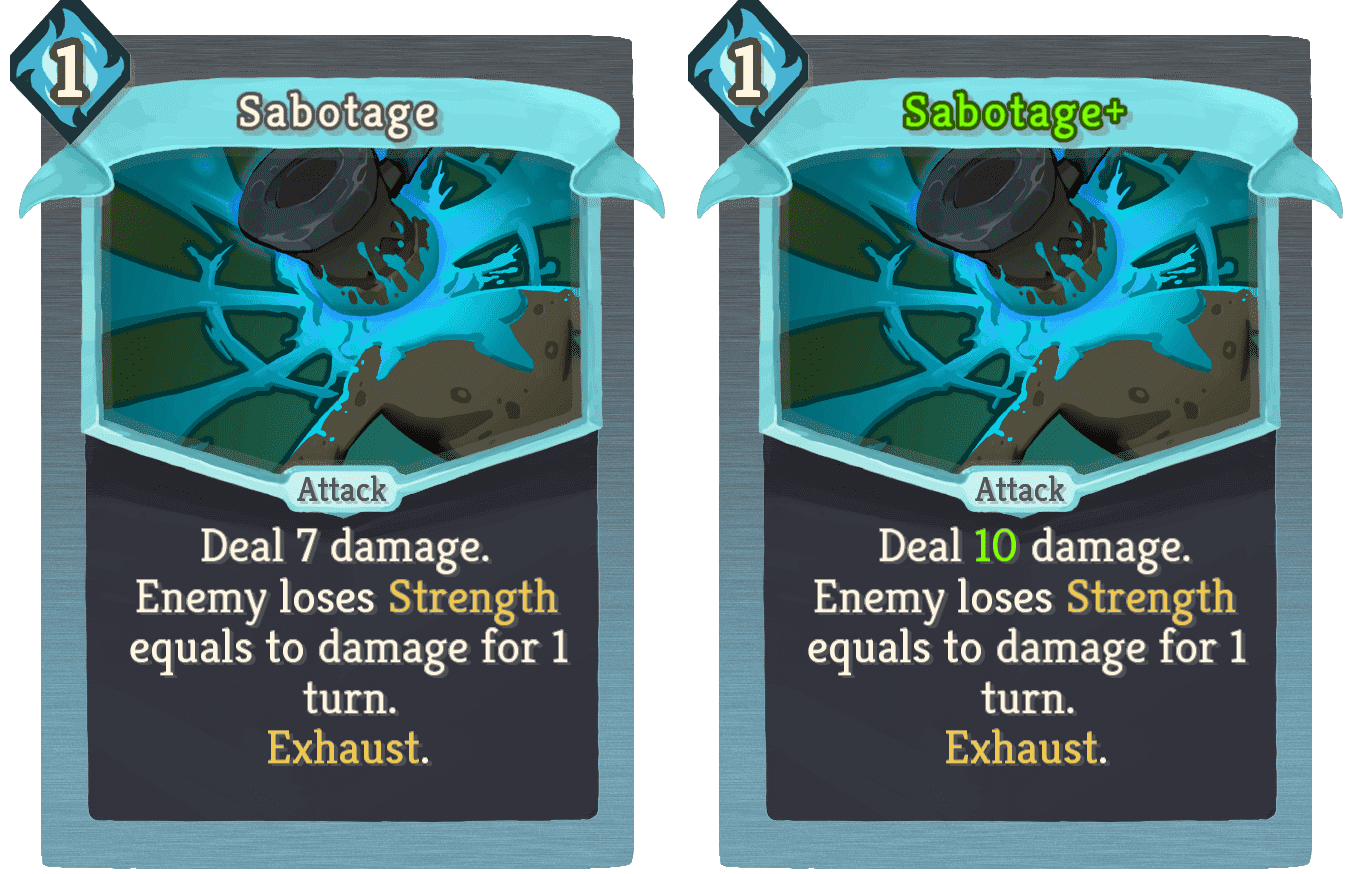 1
Sabotage
Attack
Deal 7 damage.
Enemy loses Strength
equals to damage for 1
turn.
Exhaust.
1
Sabotage+
Attack
Deal 10 damage.
Enemy loses Strength
equals to damage for 1
turn.
Exhaust.